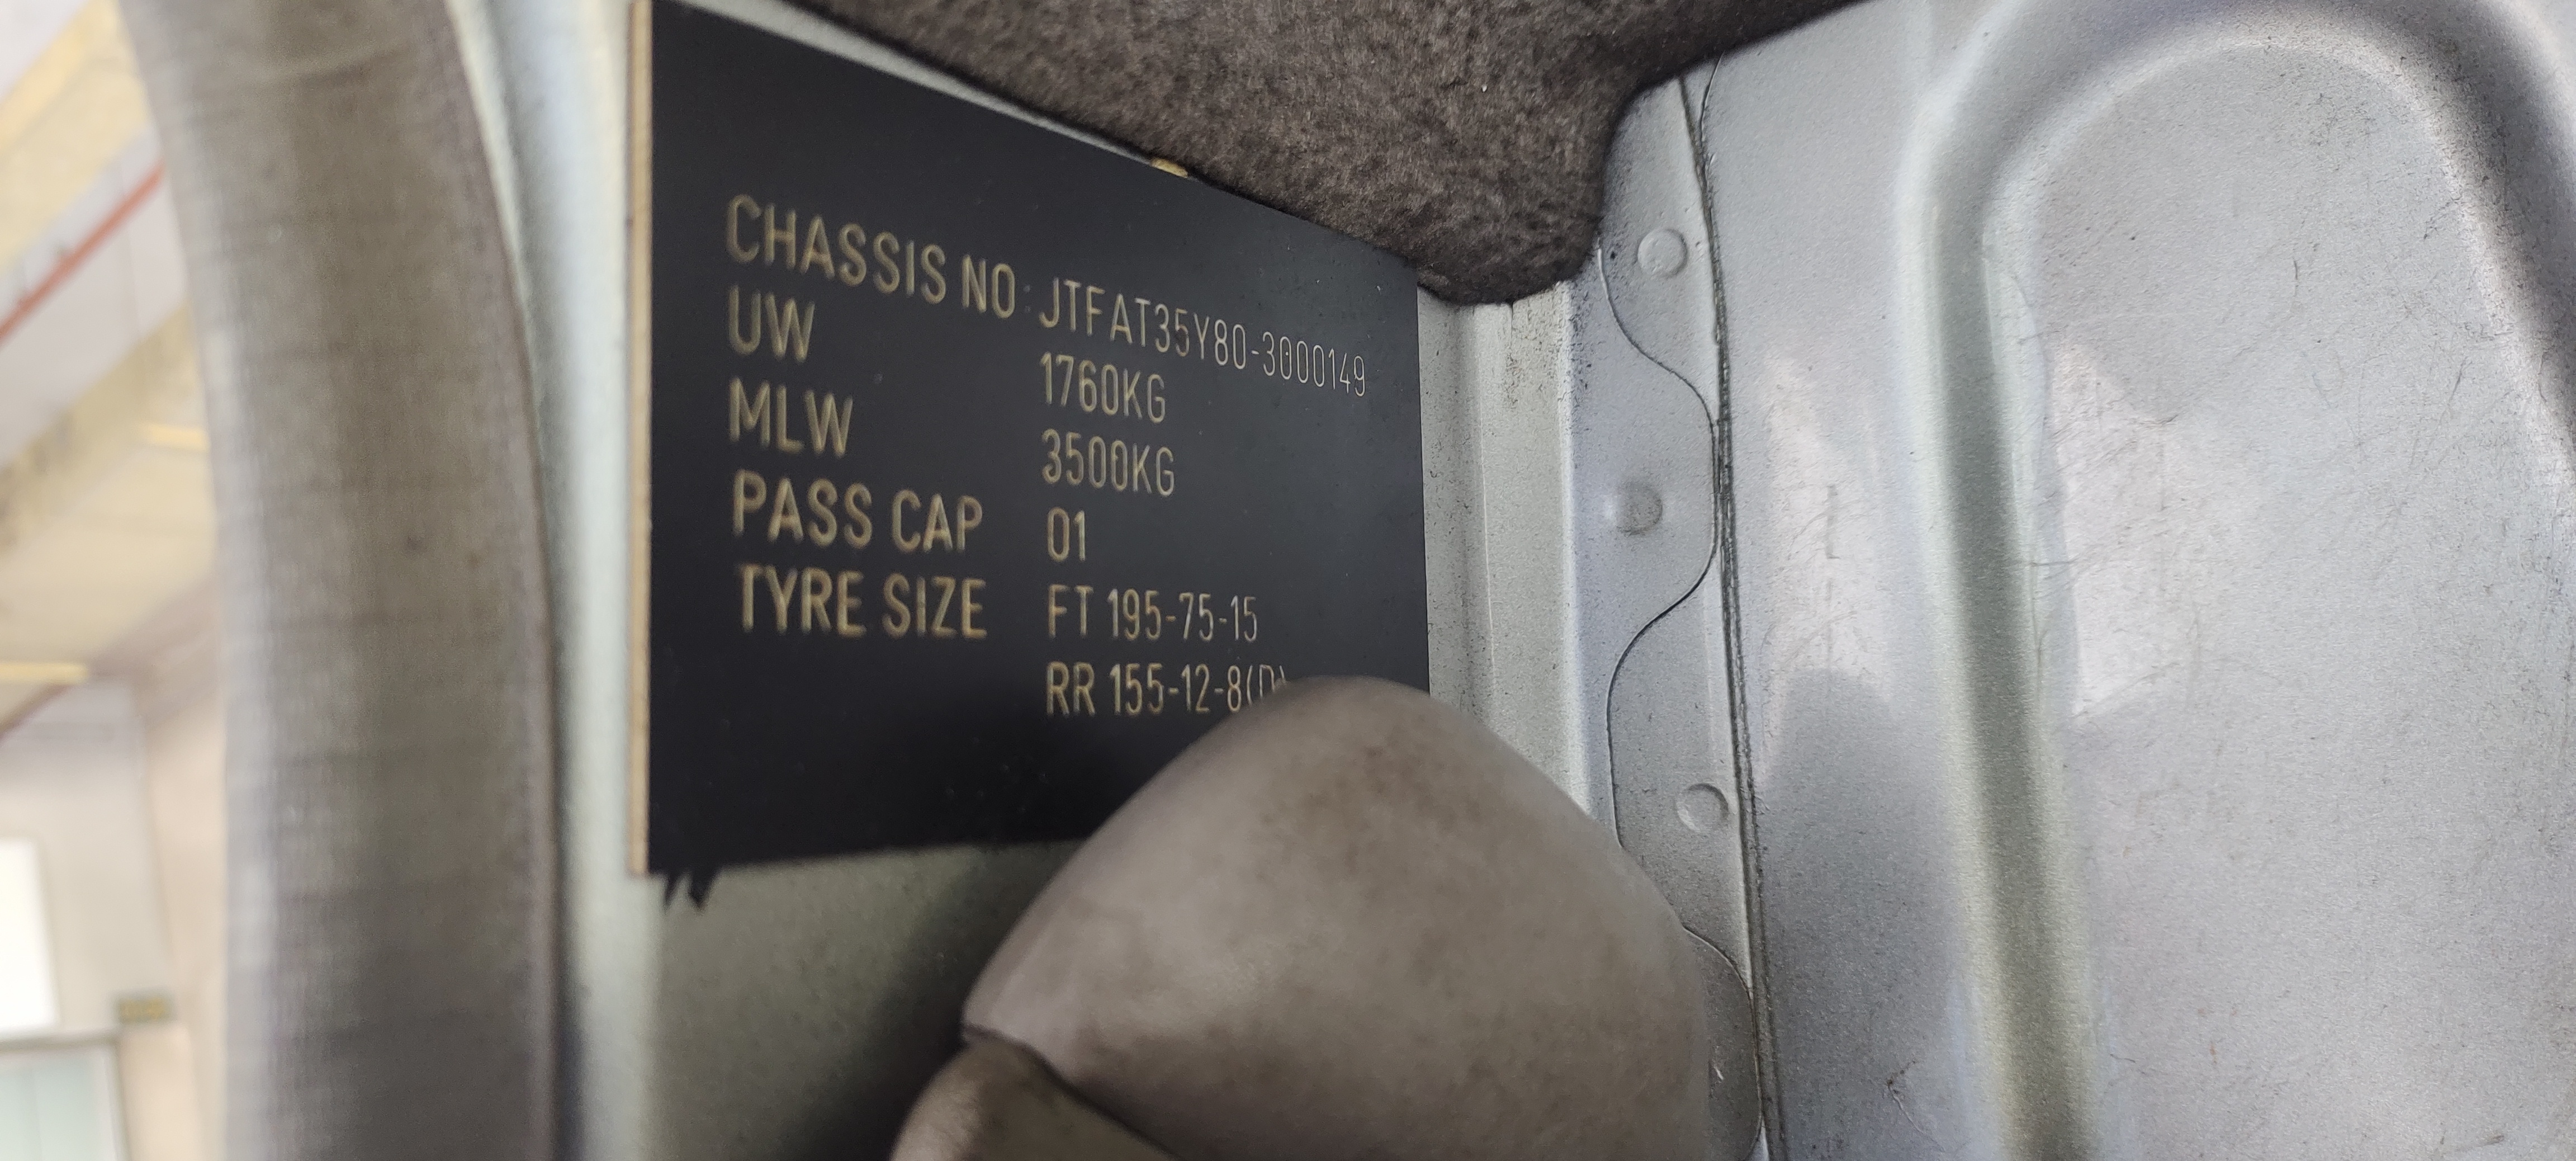 CHASSIS NO: JTFAT35Y80-3000149
UW 1760KG
MLW 3500KG
PASS CAP 01
TYRE SIZE FT 195-75-15
RR 155-12-8(D)